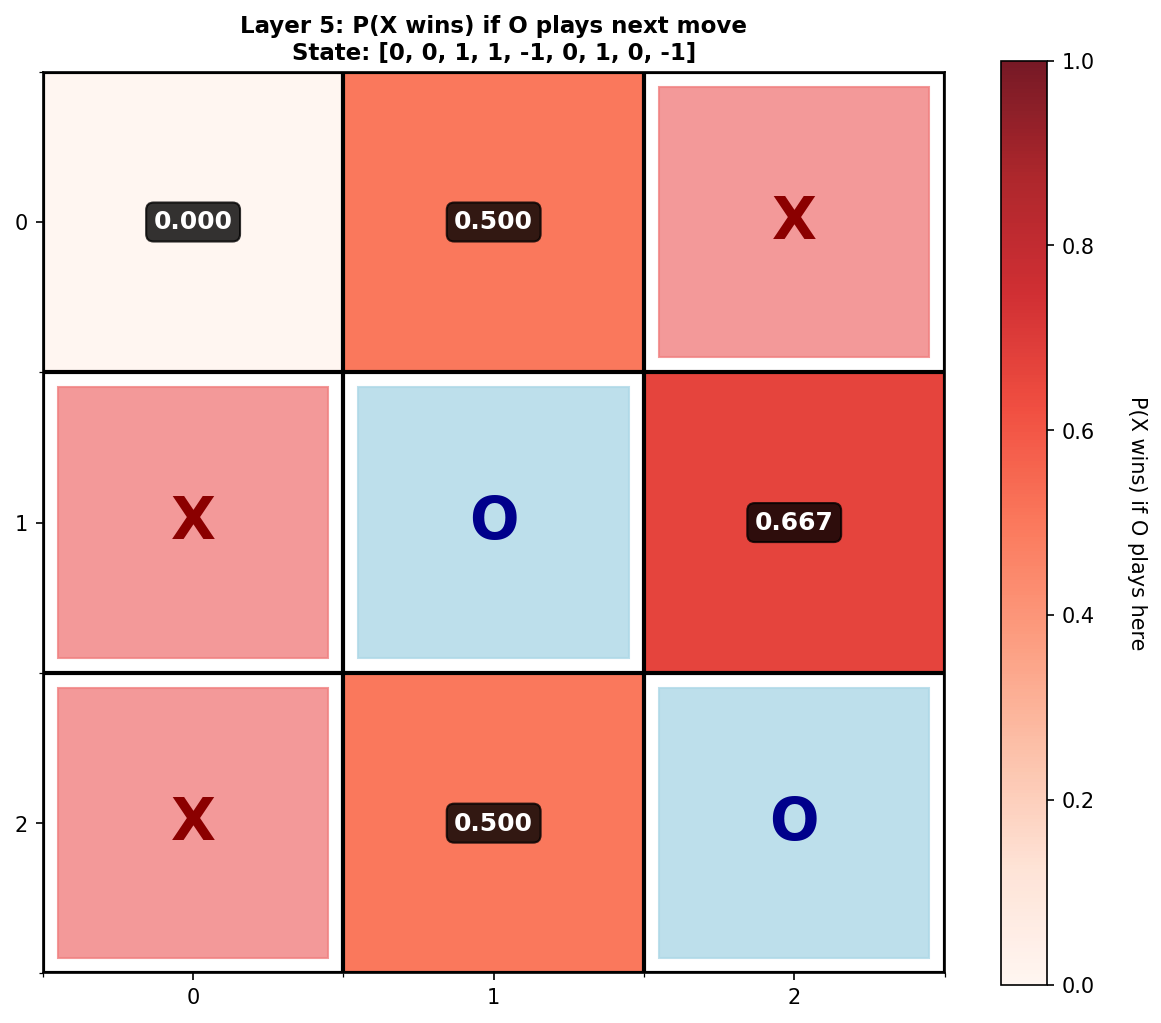 Layer 5: P(X wins) if O plays next move
State: [0, 0, 1, 1, -1, 0, 1, 0, -1]
0
0.000
0.500
X
1
X
O
0.667
2
X
0.500
O
0
1
2
1.0
0.8
0.6
0.4
0.2
0.0
P(X wins) if O plays here